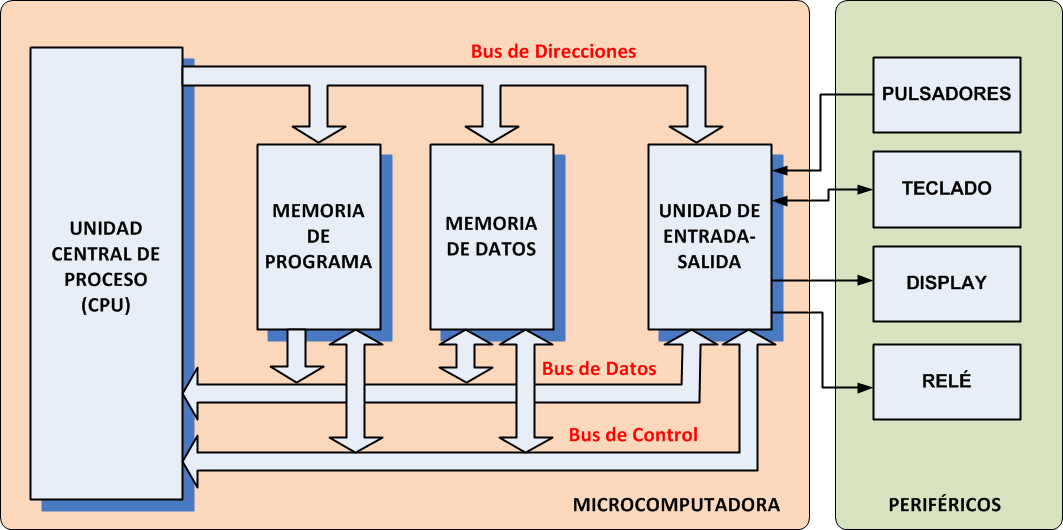 Bus de Direcciones
UNIDAD
CENTRAL DE
PROCESO
(CPU)
MEMORIA
DE
PROGRAMA
MEMORIA
DE DATOS
UNIDAD DE
ENTRADA-
SALIDA
Bus de Datos
Bus de Control
MICROCOMPUTADORA
PULSADORES
TECLADO
DISPLAY
RELÉ
PERIFÉRICOS